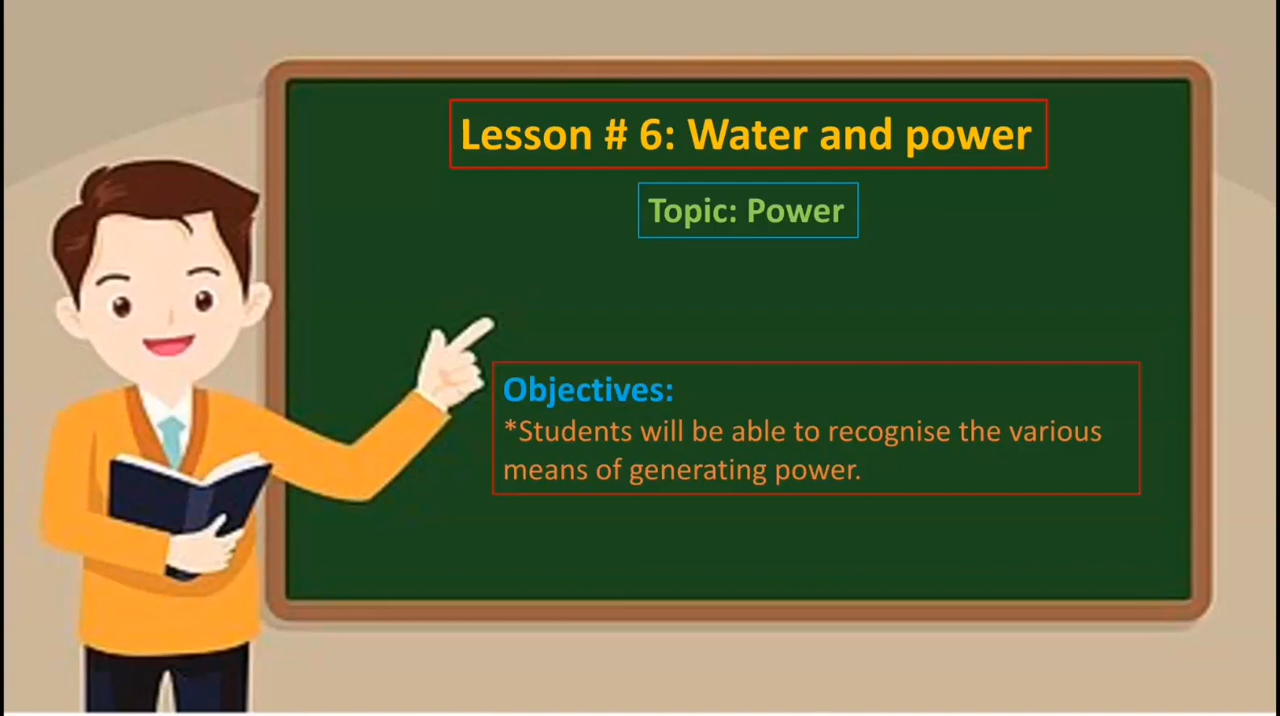 Lesson # 6: Water and power
Topic: Power
Objectives:
*Students will be able to recognise the various
means of generating power.